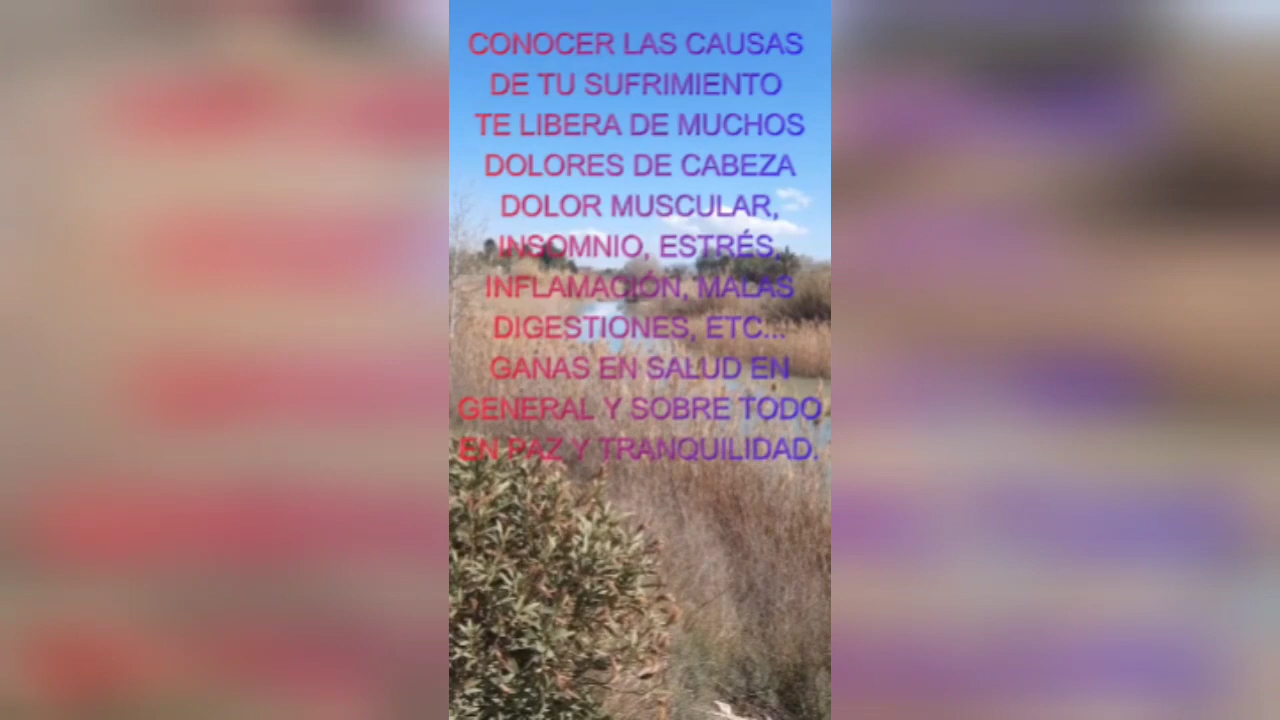 CONOCER LAS CAUSAS
DE TU SUFRIMIENTO
TE LIBERA DE MUCHOS
DOLORES DE CABEZA
DOLOR MUSCULAR,
INSOMNIO, ESTRÉS,
INFLAMACIÓN, MALAS
DIGESTIONES, ETC...
GANAS EN SALUD EN
GENERAL Y SOBRE TODO
EN PAZ Y TRANQUILIDAD.